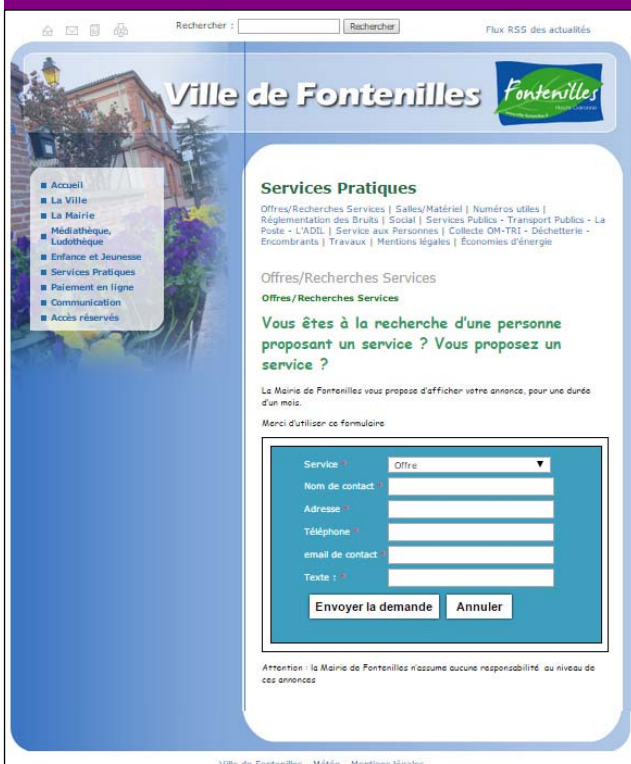 Rechercher :
Rechercher
Flux RSS des actualités
Ville de Fontenilles
Fontenilles
Accueil
La Ville
La Mairie
Médiathèque,
Ludothèque
Enfance et Jeunesse
Services Pratiques
Paiement en ligne
Communication
Accès réservés
Services Pratiques
Offres/Recherches Services | Salles/Matériel | Numéros utiles |
Réglementation des Bruits | Social | Services Publics - Transport Publics - La
Poste - L'ADIL | Service aux Personnes | Collecte OM-TRI - Déchetterie -
Encombrants | Travaux | Mentions légales | Économies d'énergie
Offres/Recherches Services
Offres/Recherches Services
Vous êtes à la recherche d'une personne
proposant un service ? Vous proposez un
service ?
La Mairie de Fontenilles vous propose d'afficher votre annonce, pour une durée
d'un mois.
Merci d'utiliser ce formulaire
Service *
Offre
Nom de contact *
Adresse *
Téléphone *
email de contact *
Texte : *
Envoyer la demande
Annuler
Attention : la Mairie de Fontenilles n'assume aucune responsabilité au niveau de
ces annonces
Ville de Fontenilles - Météo - Mentions légales